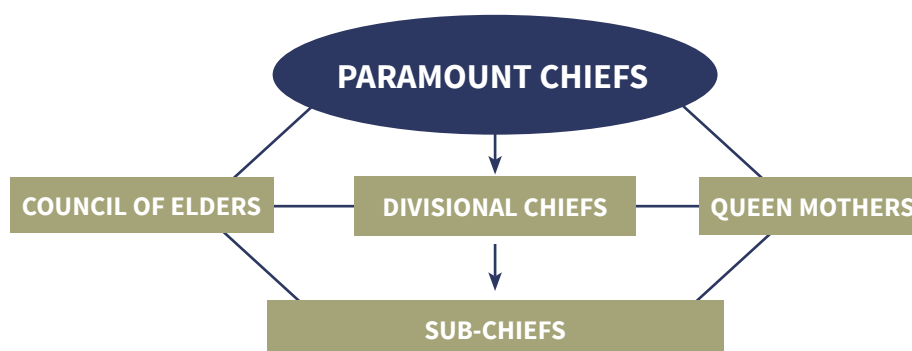 PARAMOUNT CHIEFS
COUNCIL OF ELDERS
DIVISIONAL CHIEFS
QUEEN MOTHERS
SUB-CHIEFS